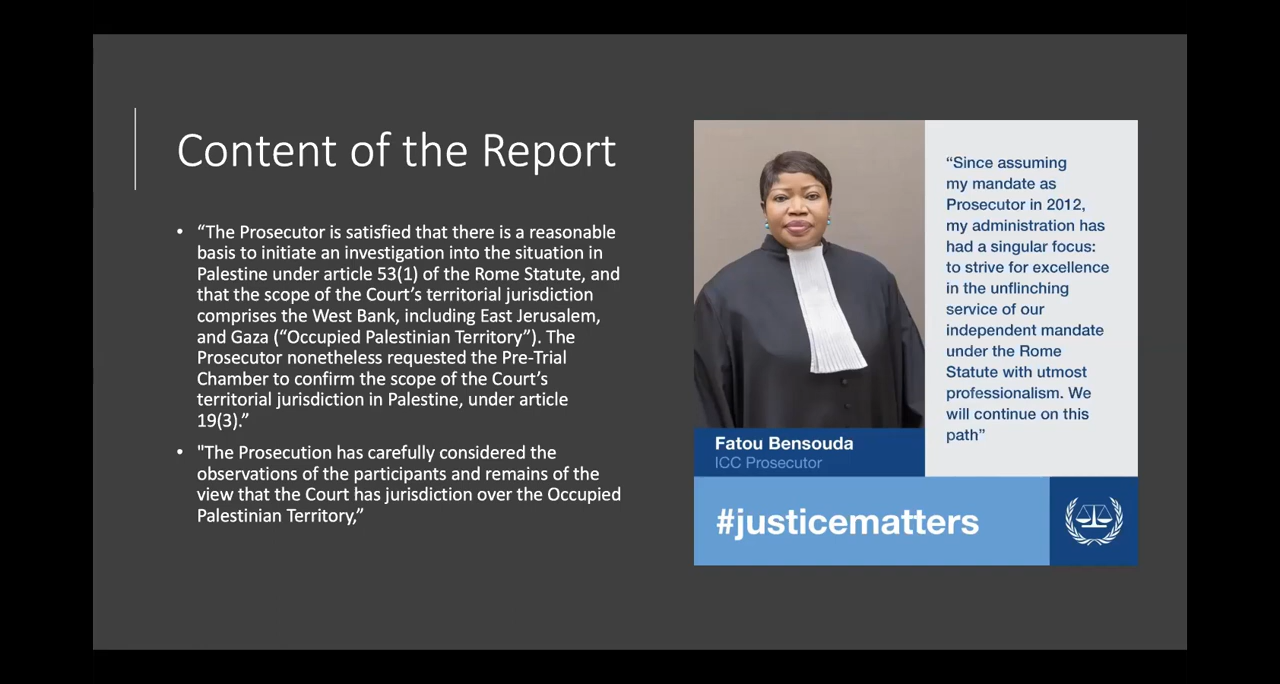 Content of the Report
• “The Prosecutor is satisfied that there is a reasonable
basis to initiate an investigation into the situation in
Palestine under article 53(1) of the Rome Statute, and
that the scope of the Court’s territorial jurisdiction
comprises the West Bank, including East Jerusalem,
and Gaza (“Occupied Palestinian Territory”). The
Prosecutor nonetheless requested the Pre-Trial
Chamber to confirm the scope of the Court’s
territorial jurisdiction in Palestine, under article
19(3).”
• "The Prosecution has carefully considered the
observations of the participants and remains of the
view that the Court has jurisdiction over the Occupied
Palestinian Territory,”
“Since assuming
my mandate as
Prosecutor in 2012,
my administration has
had a singular focus:
to strive for excellence
in the unflinching
service of our
independent mandate
under the Rome
Statute with utmost
professionalism. We
will continue on this
path”
Fatou Bensouda
ICC Prosecutor
#justicematters